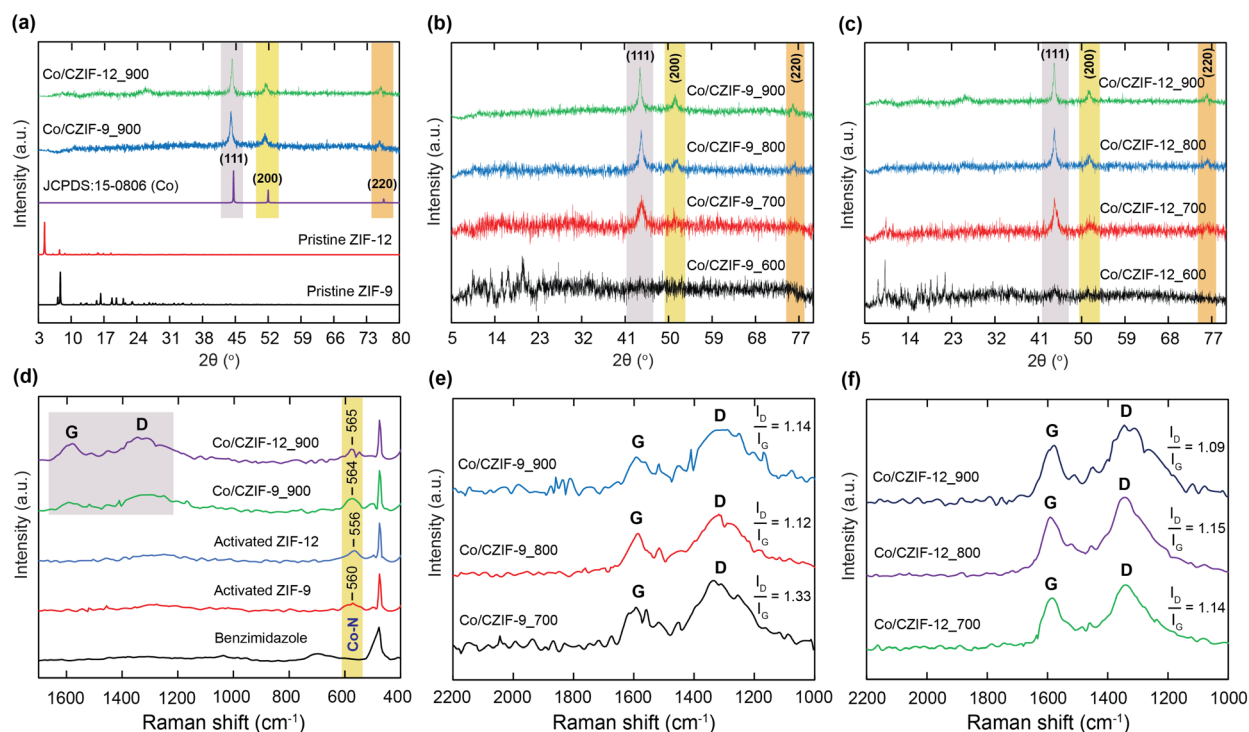 (a)
Co/CZIF-12_900
Co/CZIF-9_900
(111)
JCPDS:15-0806 (Co)
(200)
(220)
Pristine ZIF-12
Pristine ZIF-9
Intensity (a.u.)
3 10 17 24 31 38 45 52 59 66 73 80
2θ (°)
(b)
(111)
(200)
(220)
Co/CZIF-9_900
Co/CZIF-9_800
Co/CZIF-9_700
Co/CZIF-9_600
Intensity (a.u.)
5 14 23 32 41 50 59 68 77
2θ (°)
(c)
(111)
(200)
(220)
Co/CZIF-12_900
Co/CZIF-12_800
Co/CZIF-12_700
Co/CZIF-12_600
Intensity (a.u.)
5 14 23 32 41 50 59 68 77
2θ (°)
(d)
G D
Co/CZIF-12_900
565
Co/CZIF-9_900
564
Activated ZIF-12
556
Activated ZIF-9
560
Benzimidazole
Co-N
Intensity (a.u.)
1600 1400 1200 1000 800 600 400
Raman shift (cm-1)
(e)
G D
Co/CZIF-9_900
ID/IG = 1.14
G D
Co/CZIF-9_800
ID/IG = 1.12
G D
Co/CZIF-9_700
ID/IG = 1.33
Intensity (a.u.)
2200 2000 1800 1600 1400 1200 1000
Raman shift (cm-1)
(f)
G D
Co/CZIF-12_900
ID/IG = 1.09
G D
Co/CZIF-12_800
ID/IG = 1.15
G D
Co/CZIF-12_700
ID/IG = 1.14
Intensity (a.u.)
2200 2000 1800 1600 1400 1200 1000
Raman shift (cm-1)